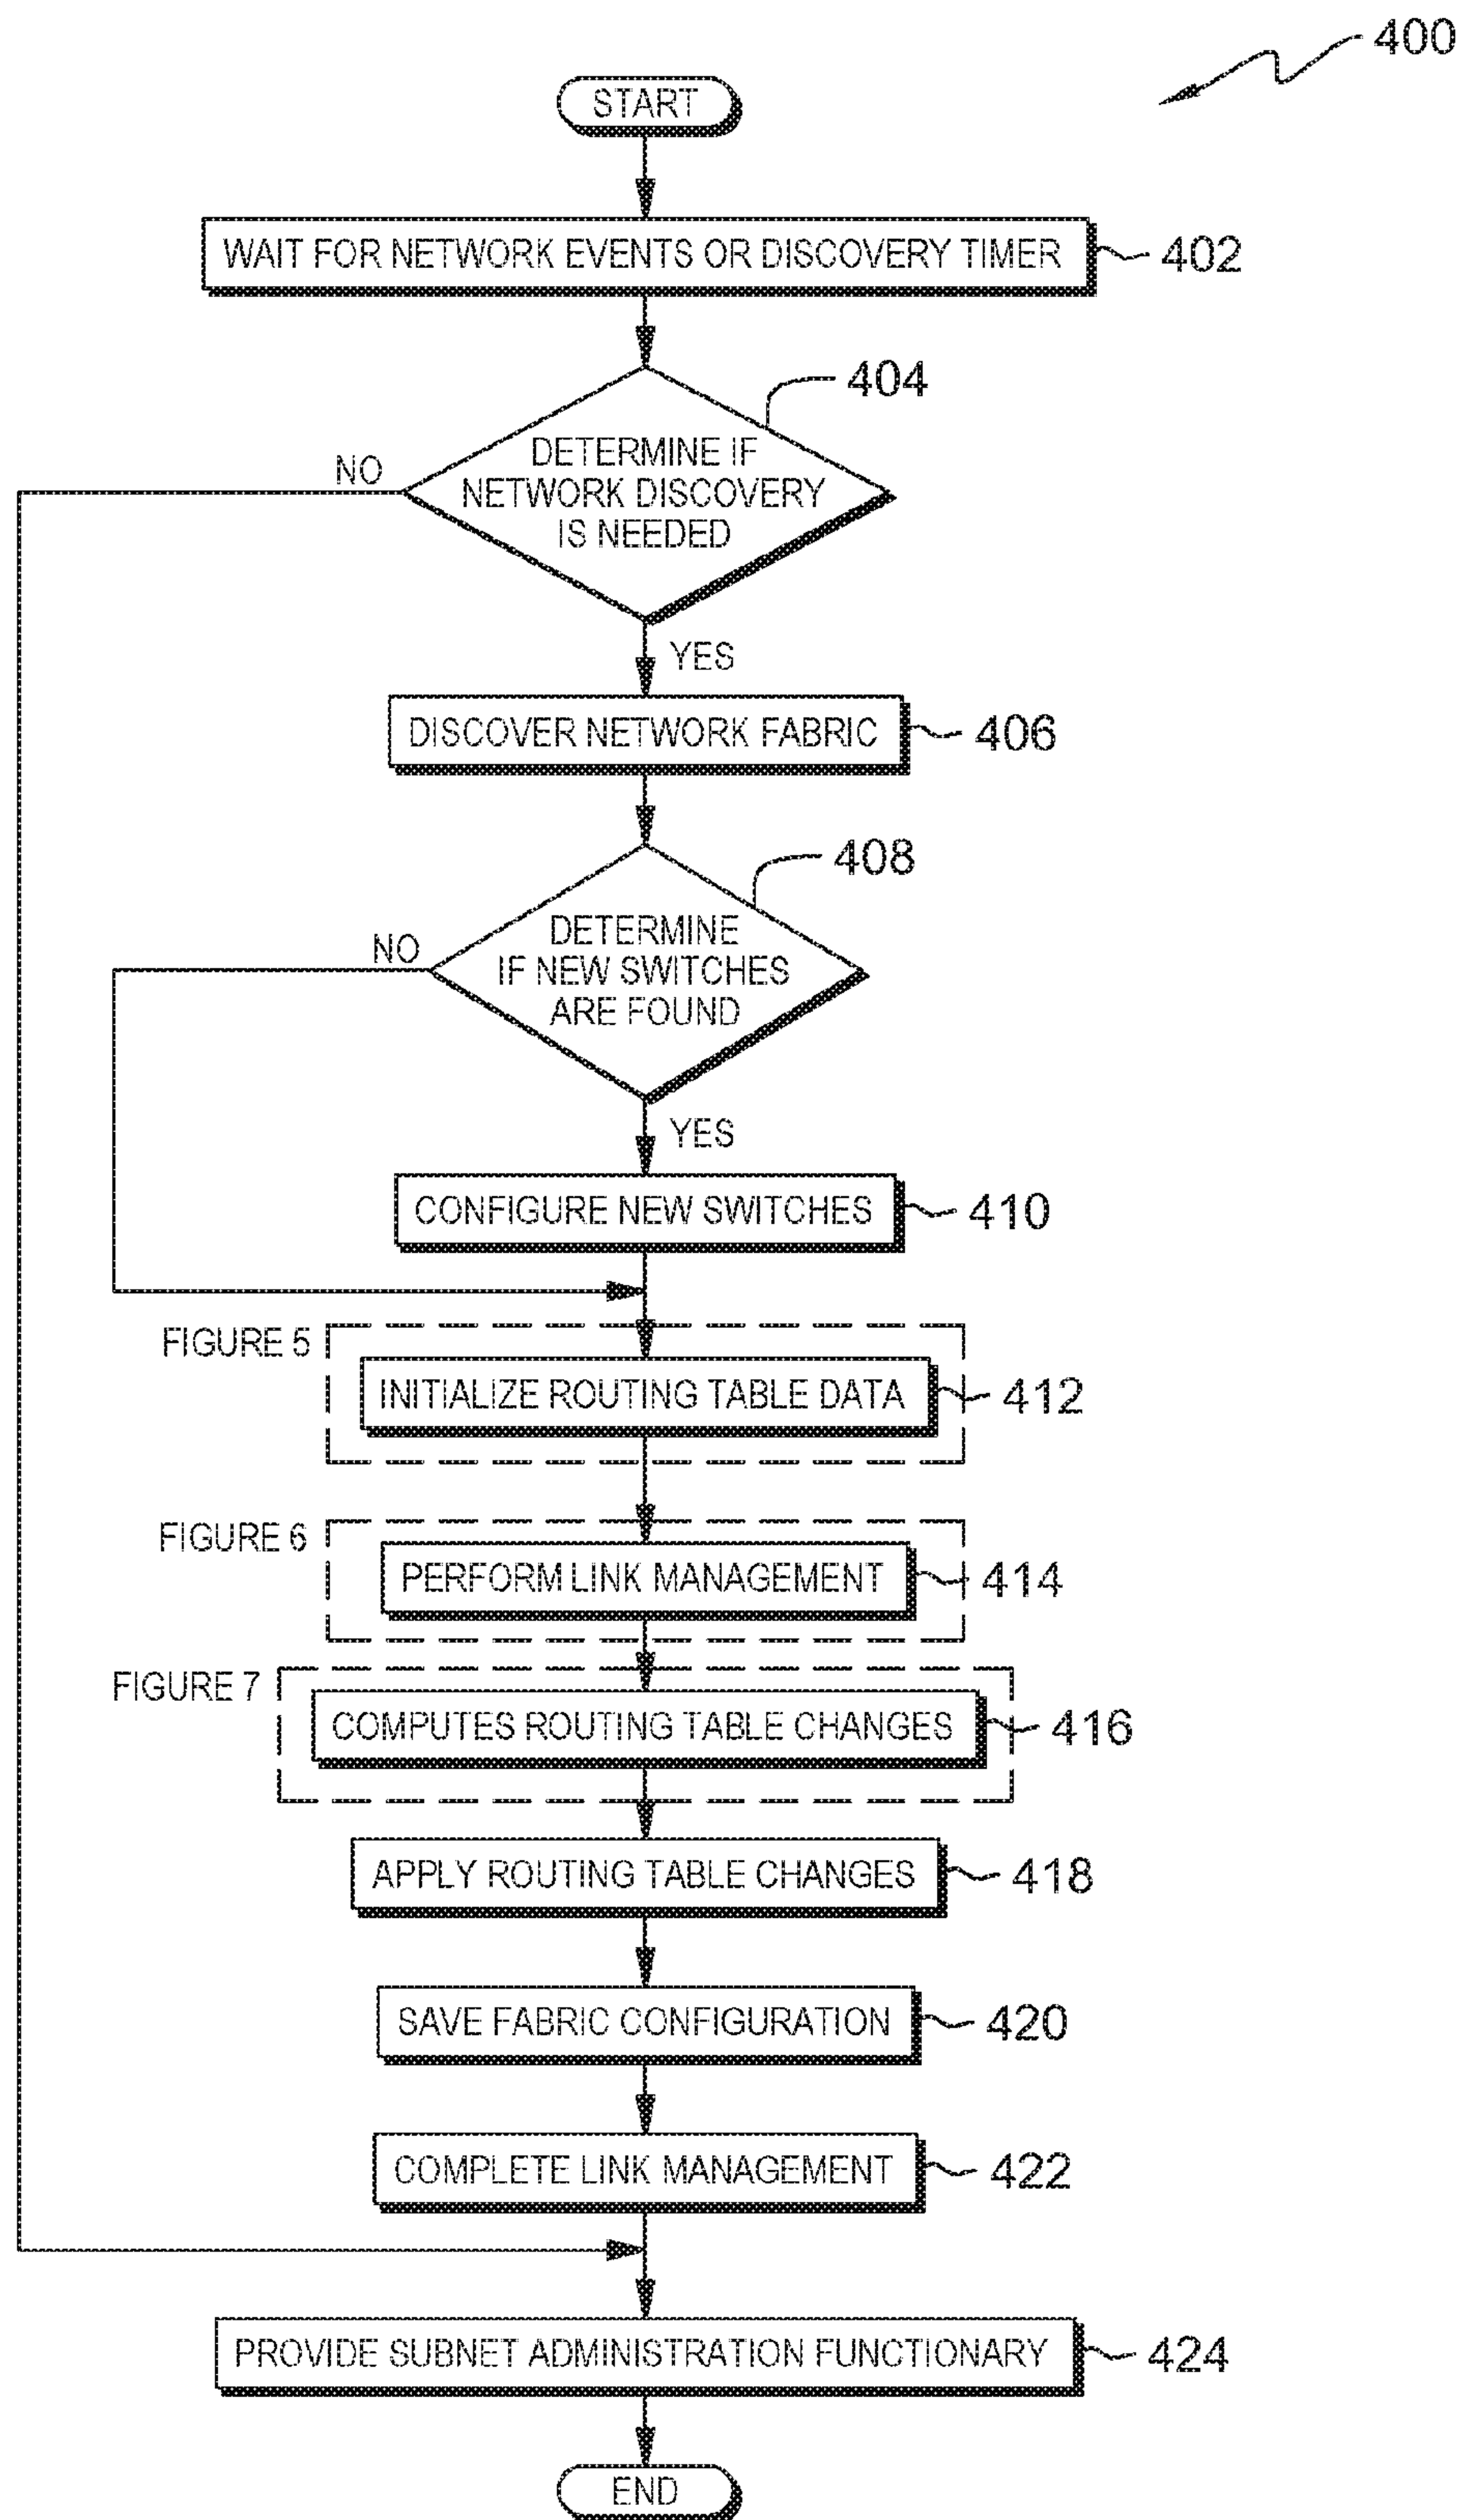 400
START
WAIT FOR NETWORK EVENTS OR DISCOVERY TIMER
402
404
DETERMINE IF
NETWORK DISCOVERY
IS NEEDED
NO
YES
DISCOVER NETWORK FABRIC
406
408
DETERMINE
IF NEW SWITCHES
ARE FOUND
NO
YES
CONFIGURE NEW SWITCHES
410
FIGURE 5
INITIALIZE ROUTING TABLE DATA
412
FIGURE 6
PERFORM LINK MANAGEMENT
414
FIGURE 7
COMPUTES ROUTING TABLE CHANGES
416
APPLY ROUTING TABLE CHANGES
418
SAVE FABRIC CONFIGURATION
420
COMPLETE LINK MANAGEMENT
422
PROVIDE SUBNET ADMINISTRATION FUNCTIONARY
424
END